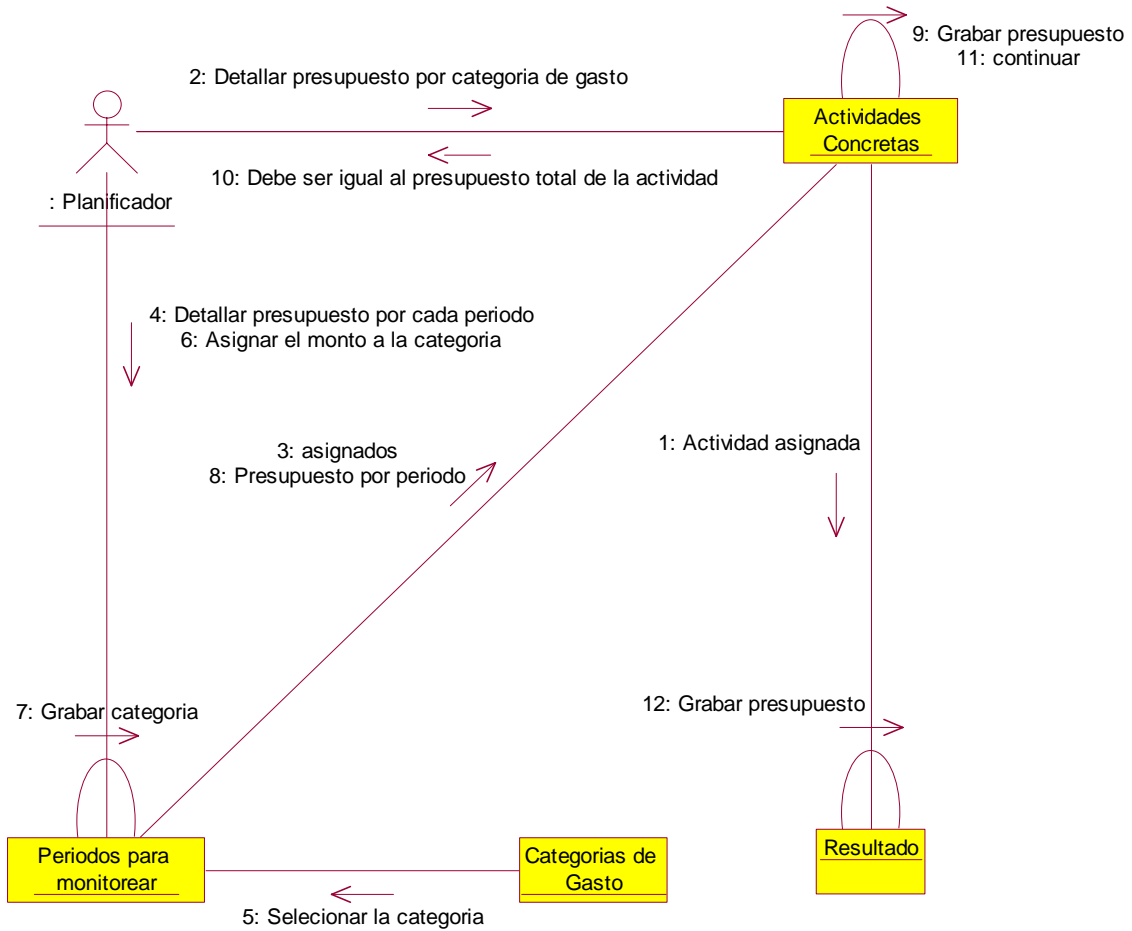 9: Grabar presupuesto
11: continuar
2: Detallar presupuesto por categoria de gasto
Actividades
Concretas
10: Debe ser igual al presupuesto total de la actividad
: Planificador
4: Detallar presupuesto por cada periodo
6: Asignar el monto a la categoria
3: asignados
8: Presupuesto por periodo
1: Actividad asignada
7: Grabar categoria
12: Grabar presupuesto
Periodos para
monitorear
Categorias de
Gasto
Resultado
5: Selecionar la categoria